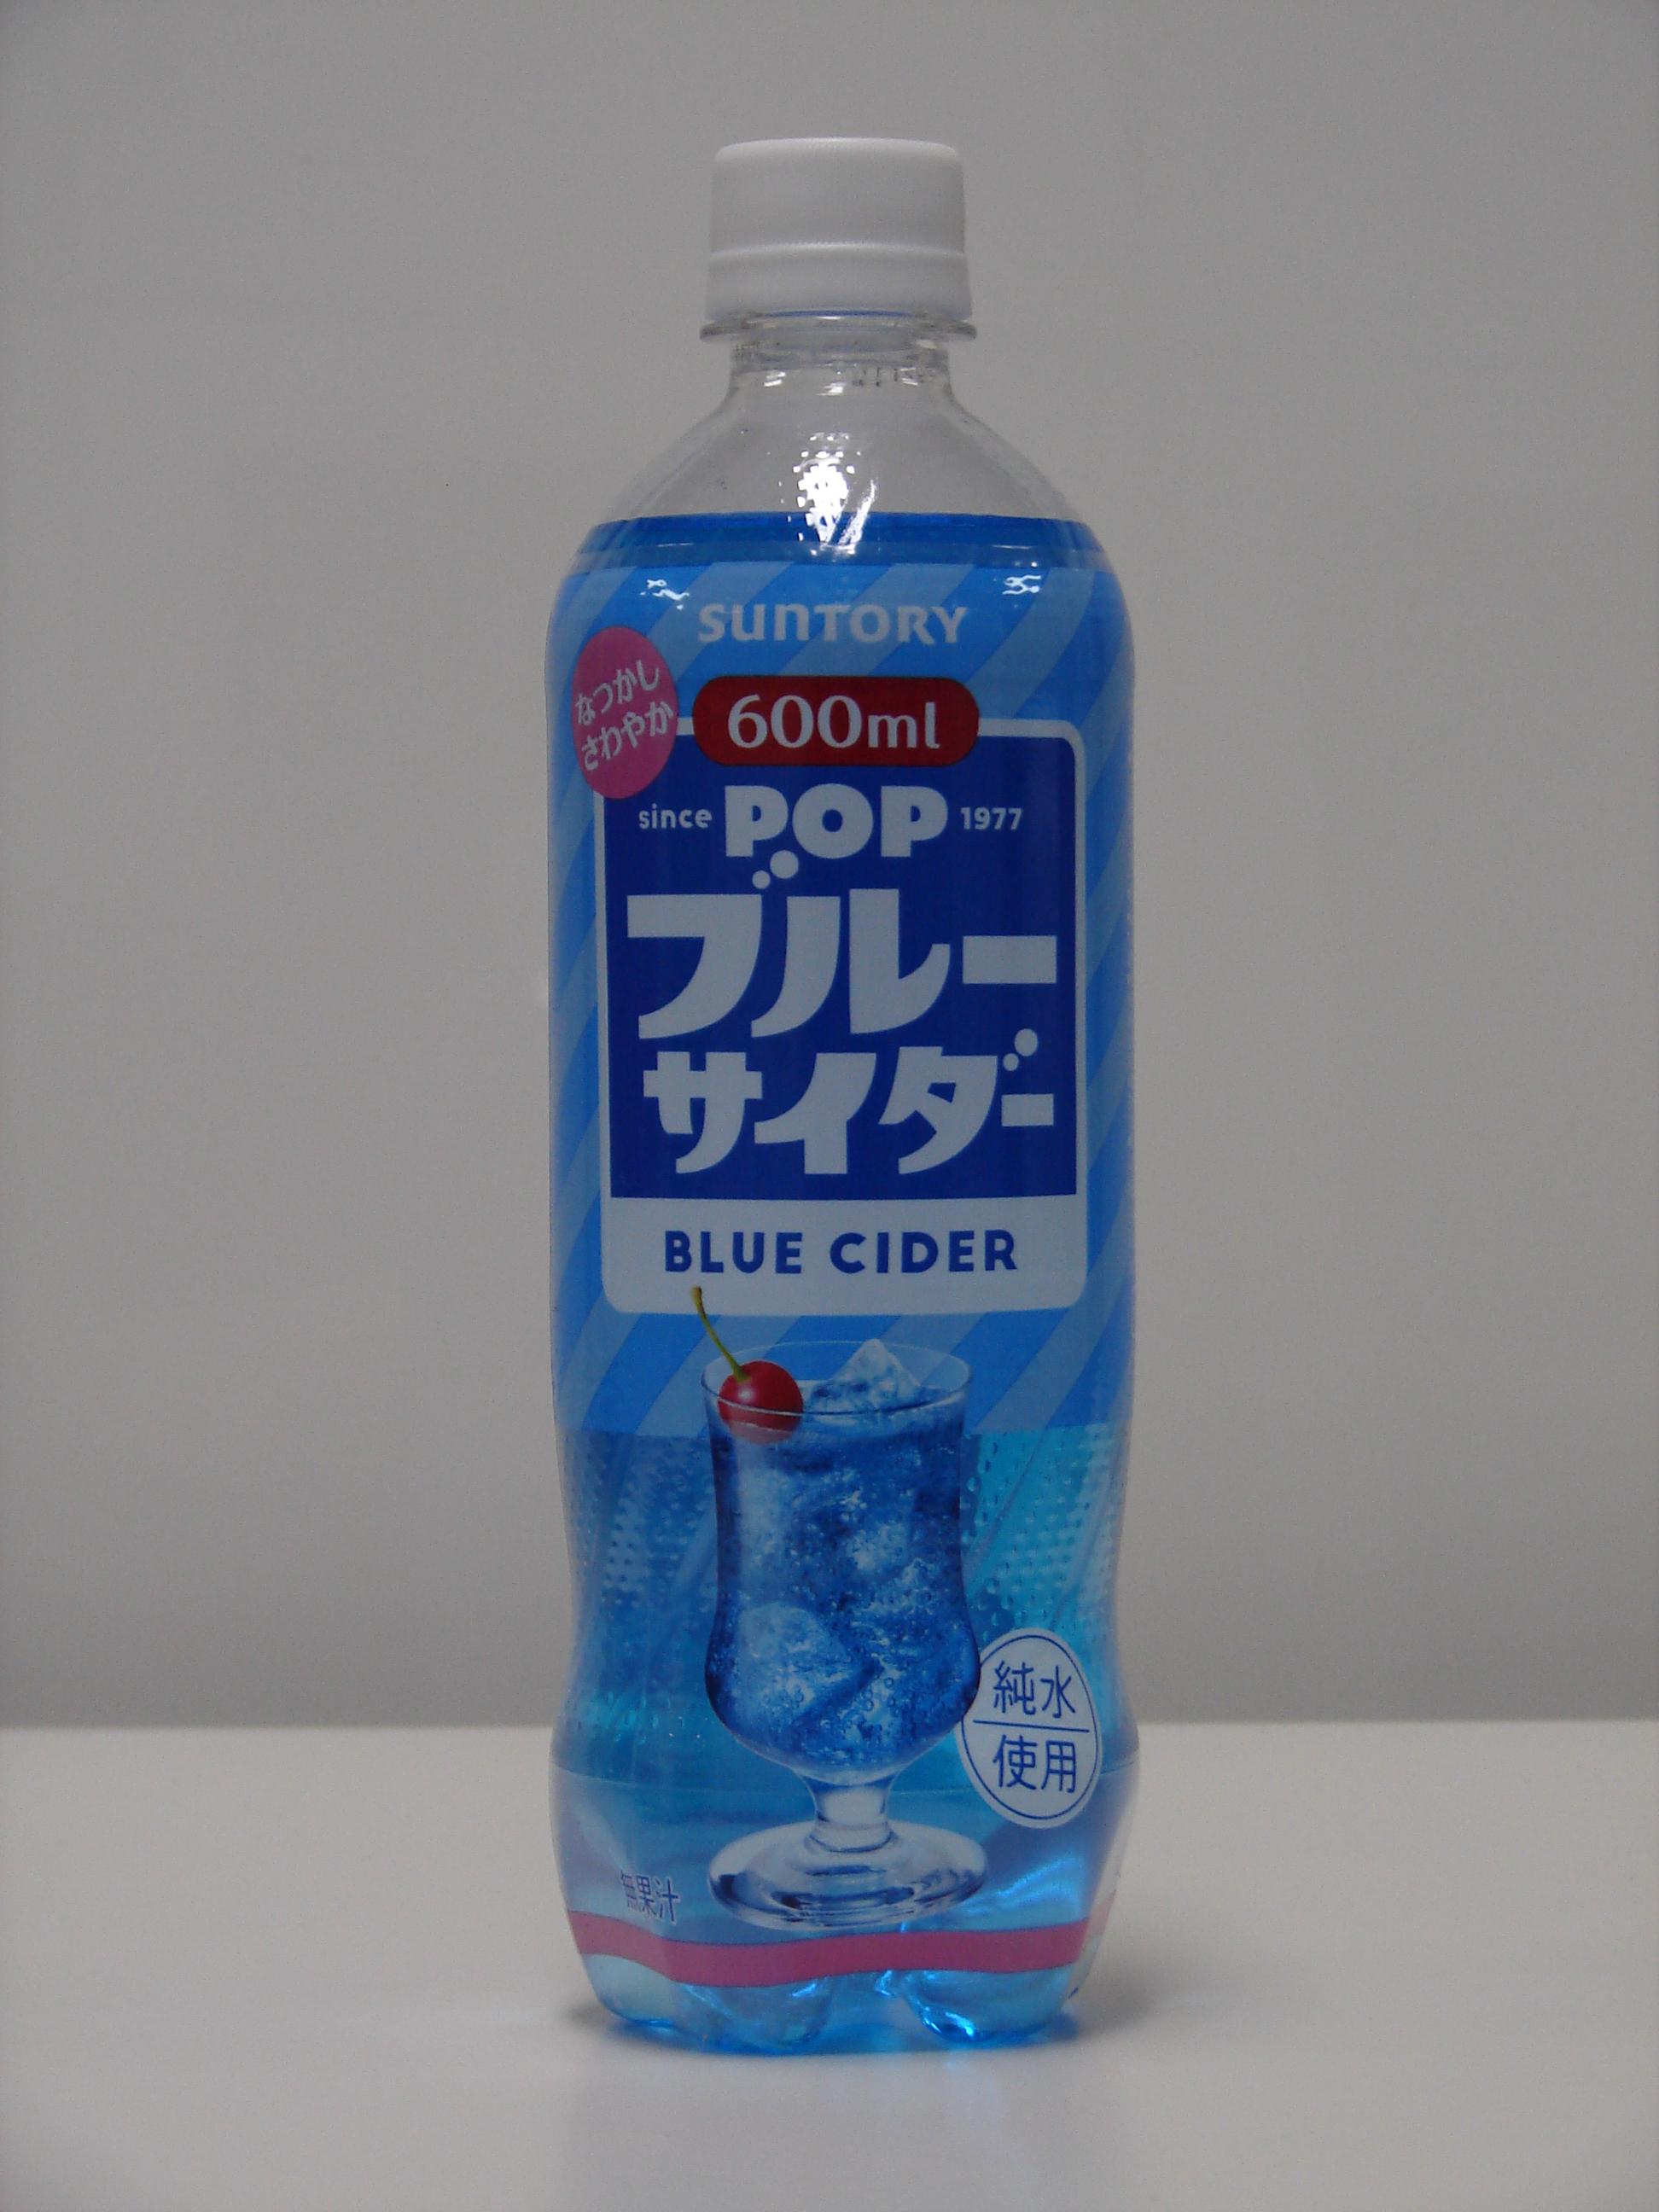 SUNTORY
なつかし
さわやか
600ml
since POP 1977
ブルー
サイダー
BLUE CIDER
純水
使用
無果汁